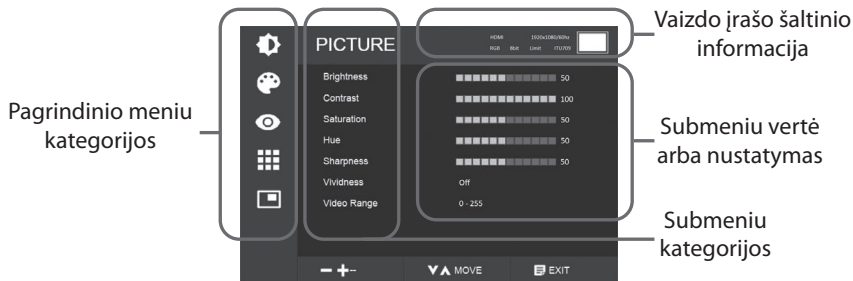 Vaizdo įrašo šaltinio
informacija
PICTURE
HDMI 1920x1080/60hz
RGB 8bit Limit ITU709
Pagrindinio meniu
kategorijos
Brightness 50
Contrast 100
Saturation 50
Hue 50
Sharpness 50
Vividness Off
Video Range 0 - 255
Submeniu vertė
arba nustatymas
Submeniu
kategorijos
MOVE EXIT